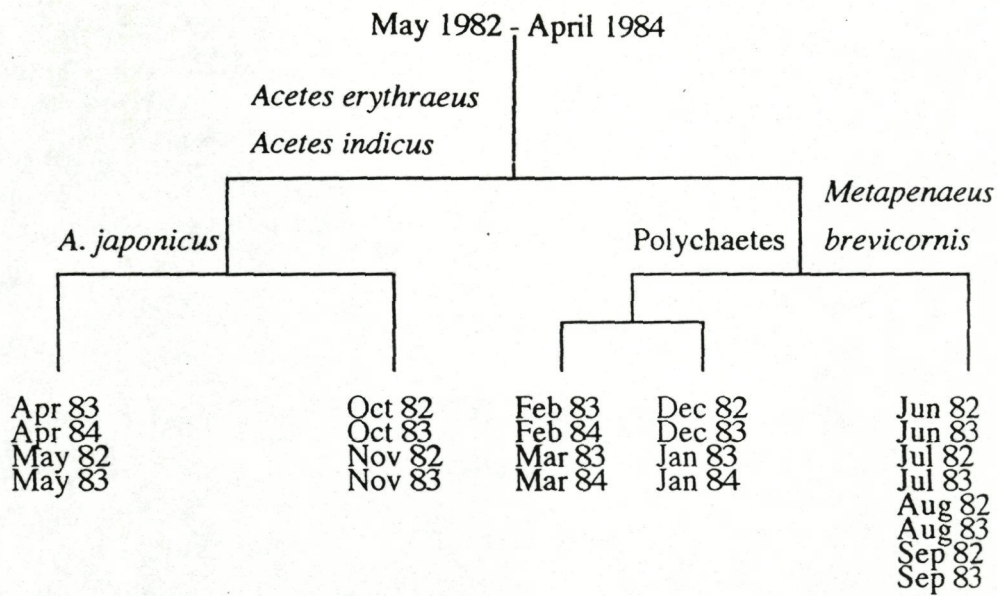 May 1982 - April 1984
Acetes erythraeus
Acetes indicus
Metapenaeus
brevicornis
A. japonicus
Polychaetes
Apr 83
Apr 84
May 82
May 83
Oct 82
Oct 83
Nov 82
Nov 83
Feb 83
Feb 84
Mar 83
Mar 84
Dec 82
Dec 83
Jan 83
Jan 84
Jun 82
Jun 83
Jul 82
Jul 83
Aug 82
Aug 83
Sep 82
Sep 83